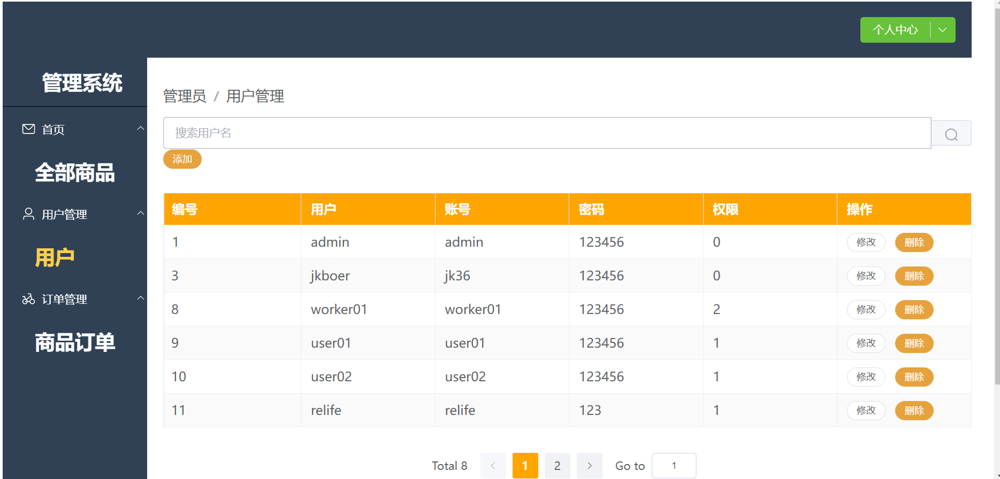 个人中心
管理系统
首页
全部商品
用户管理
用户
订单管理
商品订单
管理员 / 用户管理
搜索用户名
添加
编号 用户 账号 密码 权限 操作
1 admin admin 123456 0 修改 删除
3 jkboer jk36 123456 0 修改 删除
8 worker01 worker01 123456 2 修改 删除
9 user01 user01 123456 1 修改 删除
10 user02 user02 123456 1 修改 删除
11 relife relife 123 1 修改 删除
Total 8 1 2 Go to 1